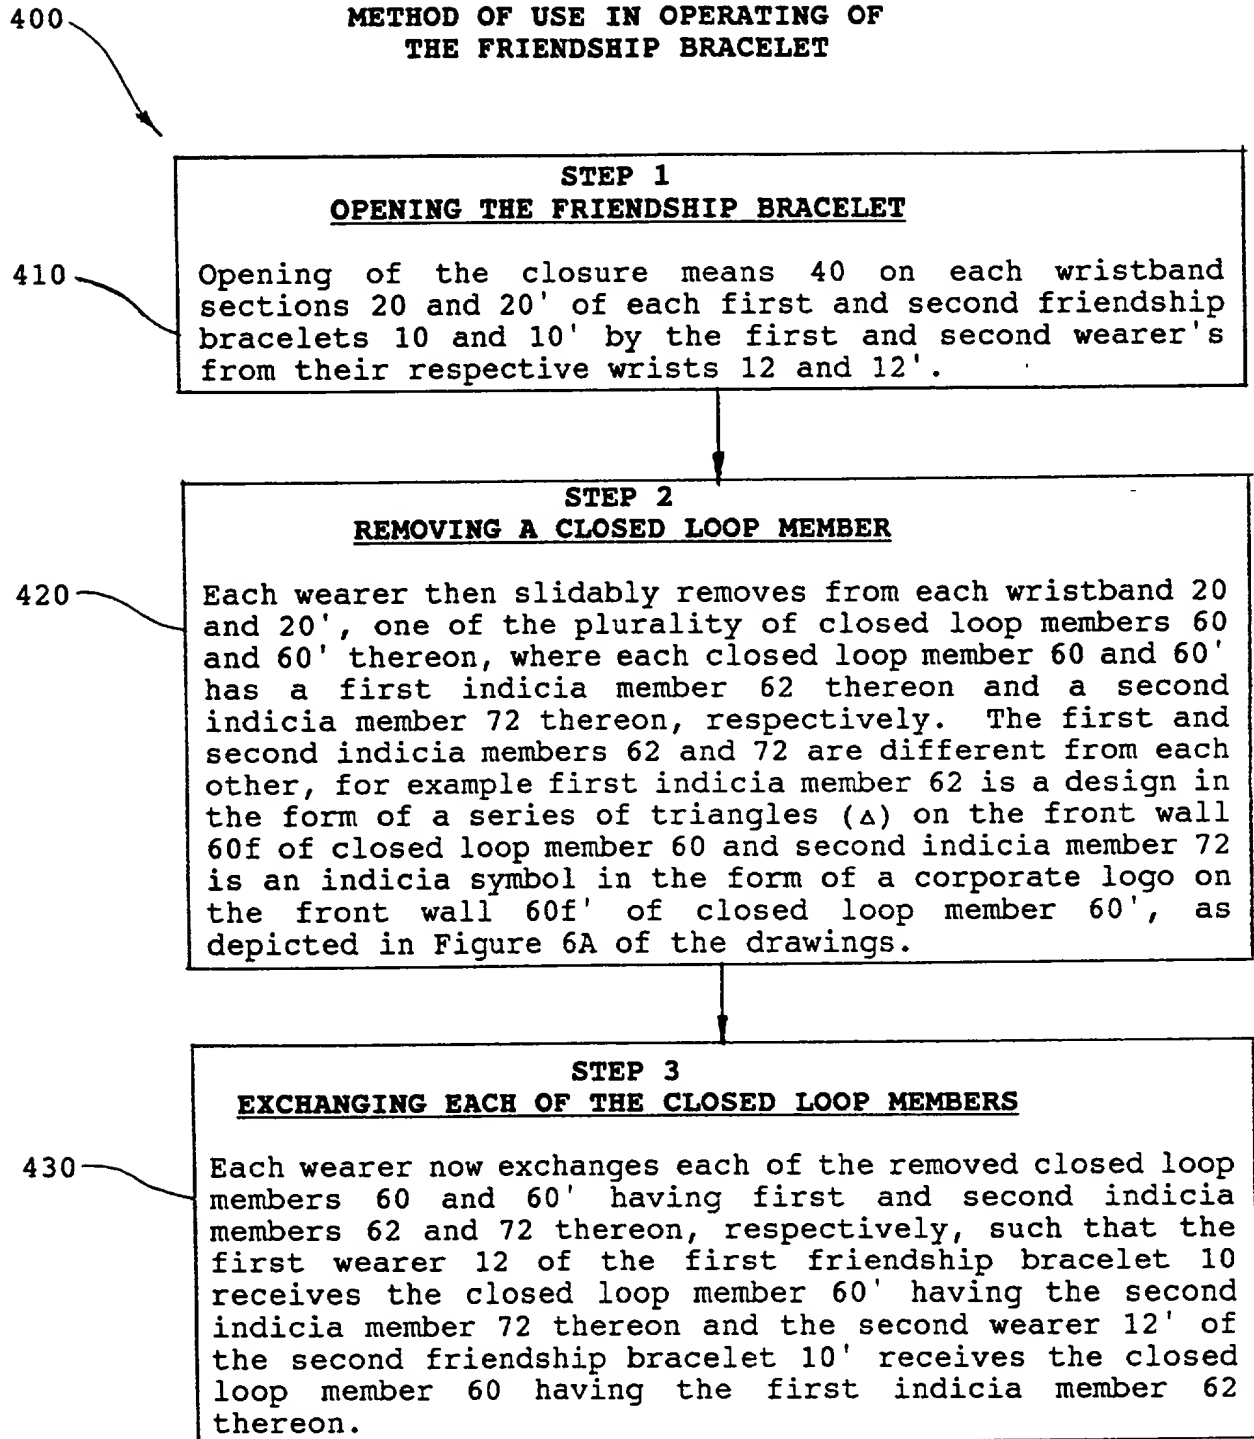 400
METHOD OF USE IN OPERATING OF
THE FRIENDSHIP BRACELET
STEP 1
OPENING THE FRIENDSHIP BRACELET
410
Opening of the closure means 40 on each wristband
sections 20 and 20' of each first and second friendship
bracelets 10 and 10' by the first and second wearer's
from their respective wrists 12 and 12'.
STEP 2
REMOVING A CLOSED LOOP MEMBER
420
Each wearer then slidably removes from each wristband 20
and 20', one of the plurality of closed loop members 60
and 60' thereon, where each closed loop member 60 and 60'
has a first indicia member 62 thereon and a second
indicia member 72 thereon, respectively. The first and
second indicia members 62 and 72 are different from each
other, for example first indicia member 62 is a design in
the form of a series of triangles (△) on the front wall
60f of closed loop member 60 and second indicia member 72
is an indicia symbol in the form of a corporate logo on
the front wall 60f' of closed loop member 60', as
depicted in Figure 6A of the drawings.
STEP 3
EXCHANGING EACH OF THE CLOSED LOOP MEMBERS
430
Each wearer now exchanges each of the removed closed loop
members 60 and 60' having first and second indicia
members 62 and 72 thereon, respectively, such that the
first wearer 12 of the first friendship bracelet 10
receives the closed loop member 60' having the second
indicia member 72 thereon and the second wearer 12' of
the second friendship bracelet 10' receives the closed
loop member 60 having the first indicia member 62
thereon.